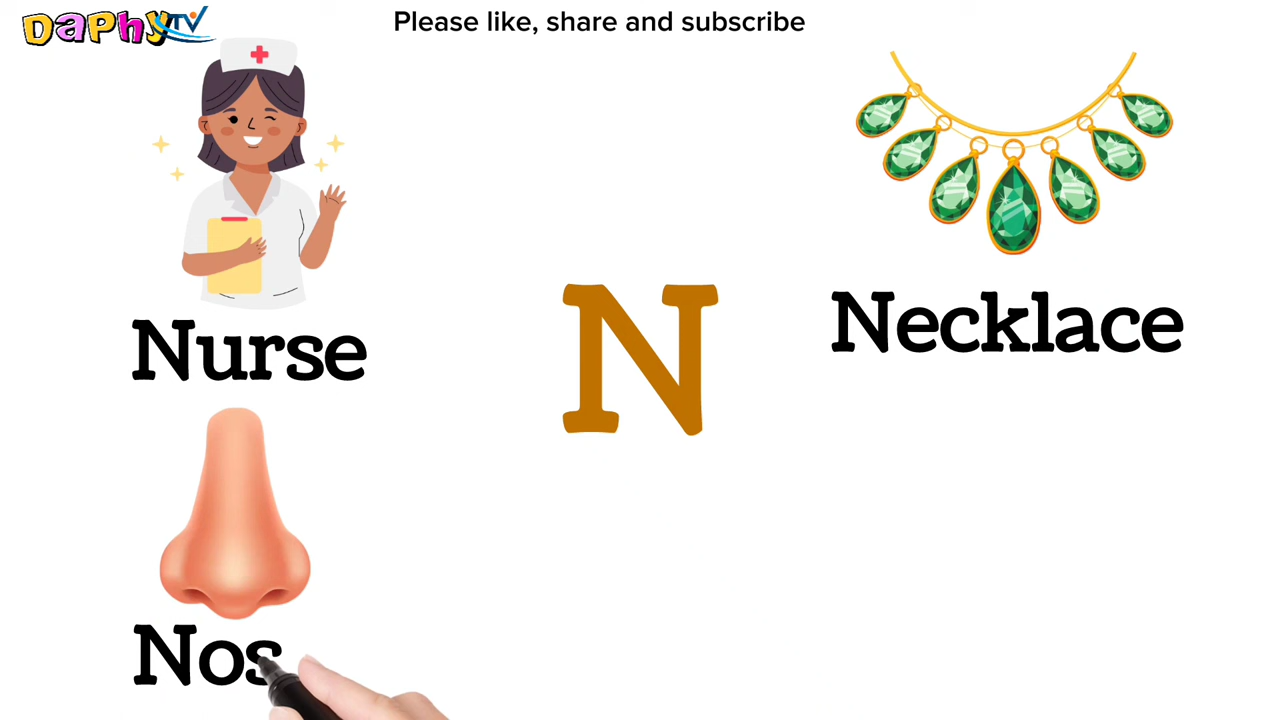 DaPhy TV
Please like, share and subscribe
Nurse
N
Necklace
Nos